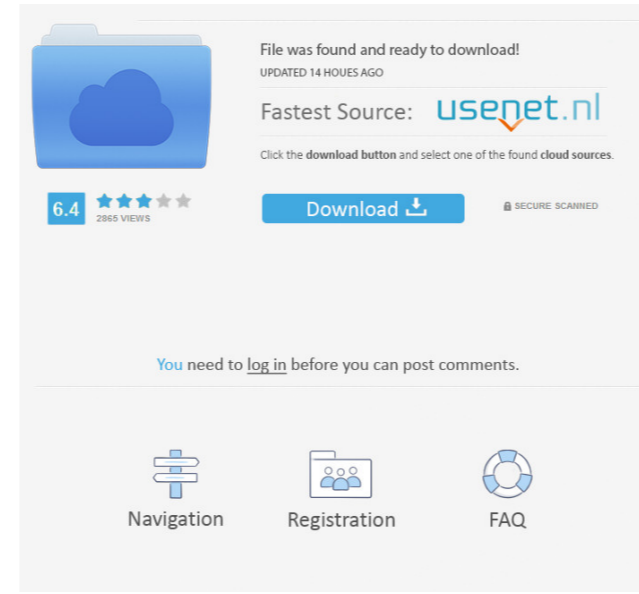 File was found and ready to download!
UPDATED 14 HOUES AGO
Fastest Source: usenet.nl
Click the download button and select one of the found cloud sources.
6.4
2865 VIEWS
Download
SECURE SCANNED
You need to log in before you can post comments.
Navigation
Registration
FAQ